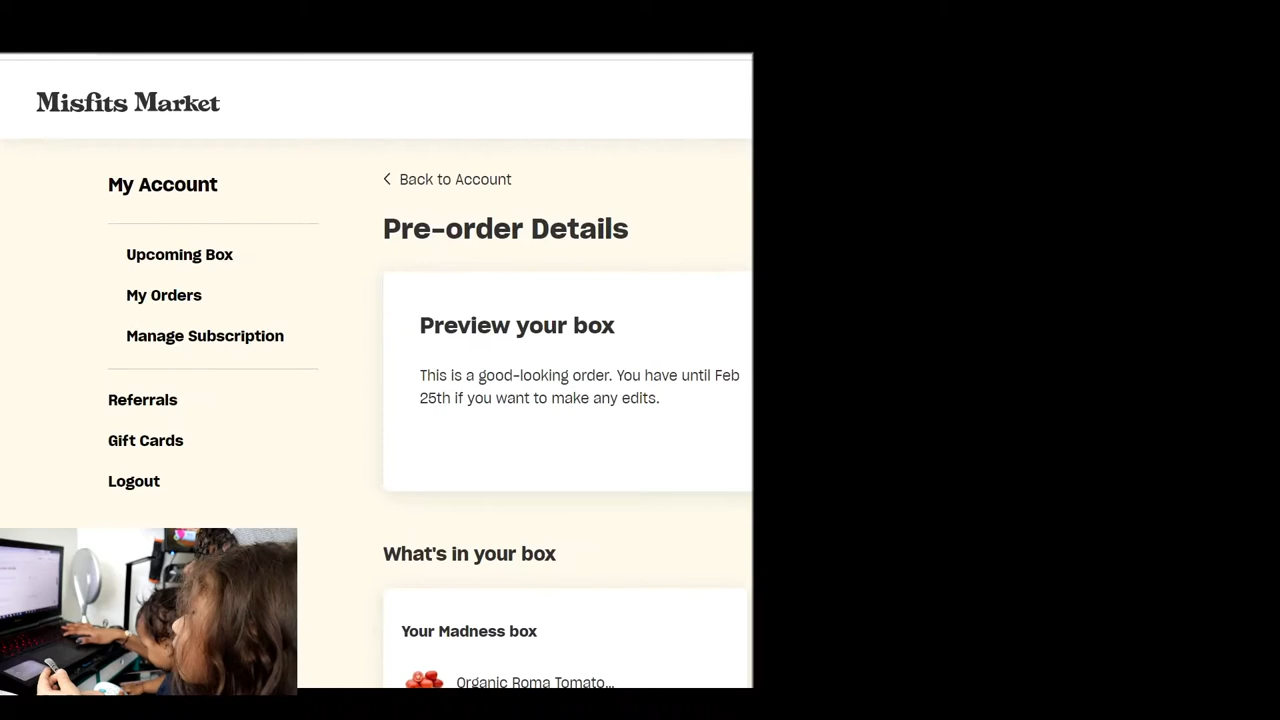 Misfits Market
My Account
Upcoming Box
My Orders
Manage Subscription
Referrals
Gift Cards
Logout
Back to Account
Pre-order Details
Preview your box
This is a good-looking order. You have until Feb
25th if you want to make any edits.
What's in your box
Your Madness box
Organic Roma Tomato...